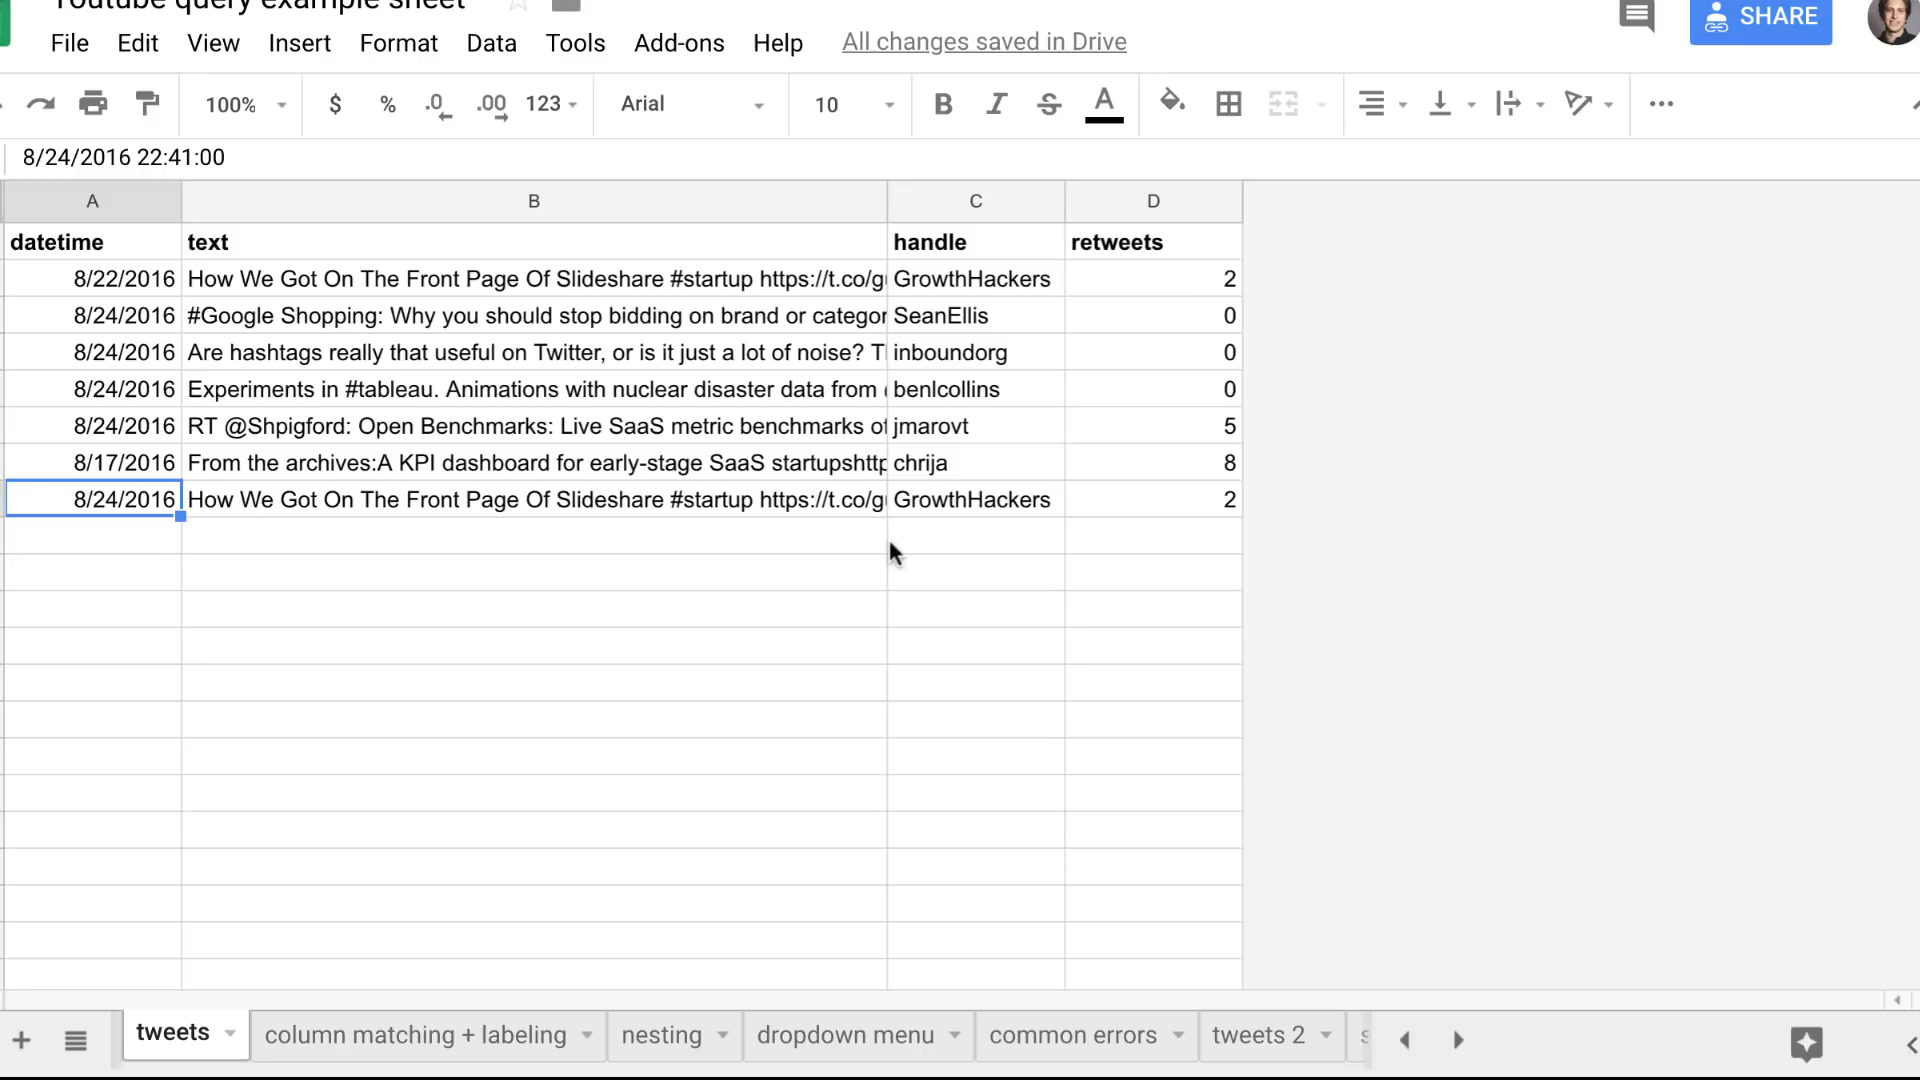 Youtube query example sheet
SHARE
File Edit View Insert Format Data Tools Add-ons Help All changes saved in Drive
100% $ % .0 .00 123 Arial 10 B I S A
8/24/2016 22:41:00
A B C D
datetime text handle retweets
8/22/2016 How We Got On The Front Page Of Slideshare #startup https://t.co/g GrowthHackers 2
8/24/2016 #Google Shopping: Why you should stop bidding on brand or categor SeanEllis 0
8/24/2016 Are hashtags really that useful on Twitter, or is it just a lot of noise? T inboundorg 0
8/24/2016 Experiments in #tableau. Animations with nuclear disaster data from benlcollins 0
8/24/2016 RT @Shpigford: Open Benchmarks: Live SaaS metric benchmarks of jmarovt 5
8/17/2016 From the archives:A KPI dashboard for early-stage SaaS startupshttp chrija 8
8/24/2016 How We Got On The Front Page Of Slideshare #startup https://t.co/g GrowthHackers 2
tweets column matching + labeling nesting dropdown menu common errors tweets 2